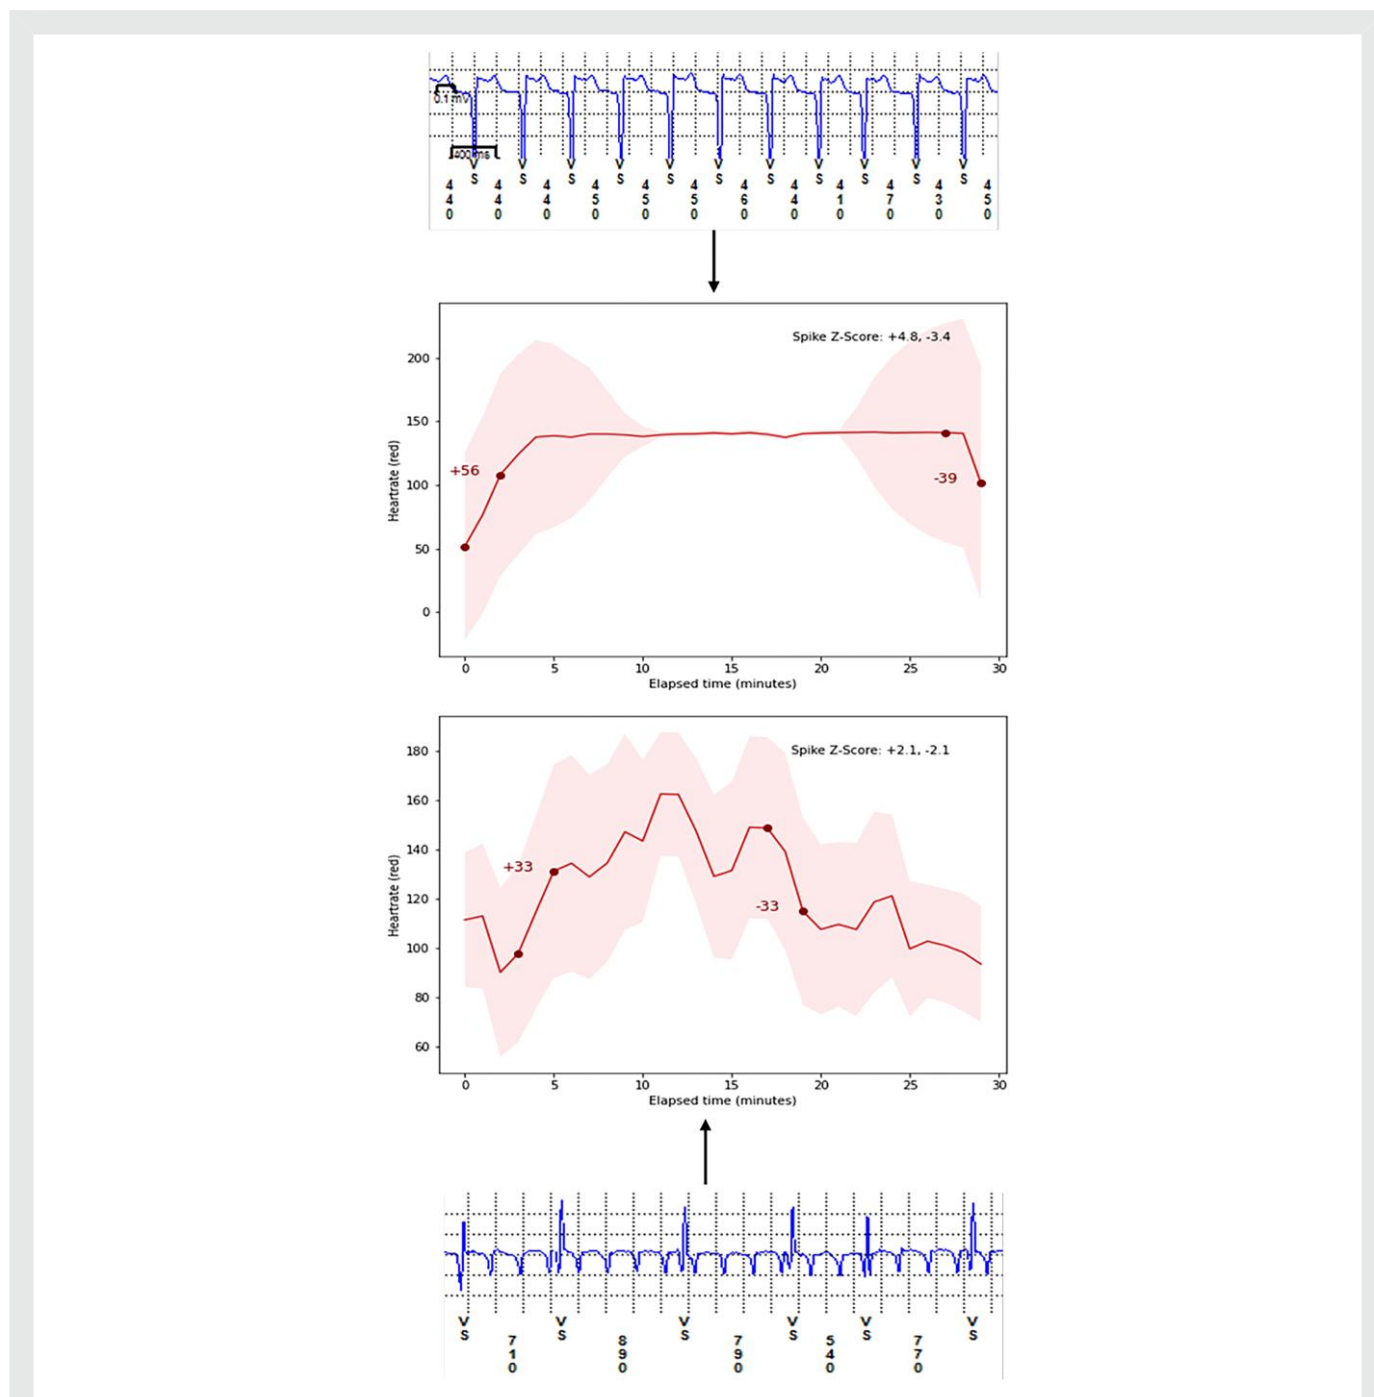 0.1 mV
400 ms
V V V V V V V V V V V
S S S S S S S S S S S
440 440 440 450 450 450 460 440 410 470 430 450
Spike Z-Score: +4.8, -3.4
200
150
100
50
0
Heartrate (red)
+56
-39
0 5 10 15 20 25 30
Elapsed time (minutes)
Spike Z-Score: +2.1, -2.1
180
160
140
120
100
80
60
Heartrate (red)
+33
-33
0 5 10 15 20 25 30
Elapsed time (minutes)
V V V V V V
S S S S S S
710 890 790 540 770